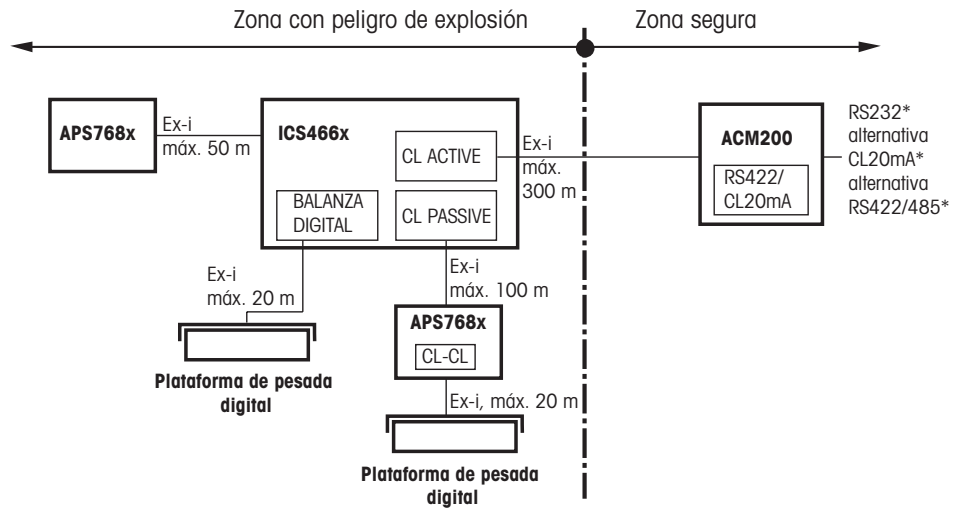 Zona con peligro de explosión
Zona segura
APS768x
Ex-i
máx. 50 m
ICS466x
CL ACTIVE
BALANZA
DIGITAL
CL PASSIVE
Ex-i
máx.
300 m
ACM200
RS422/
CL20mA
RS232*
alternativa
CL20mA*
alternativa
RS422/485*
Ex-i
máx. 20 m
Plataforma de pesada
digital
Ex-i
máx. 100 m
APS768x
CL-CL
Ex-i, máx. 20 m
Plataforma de pesada
digital